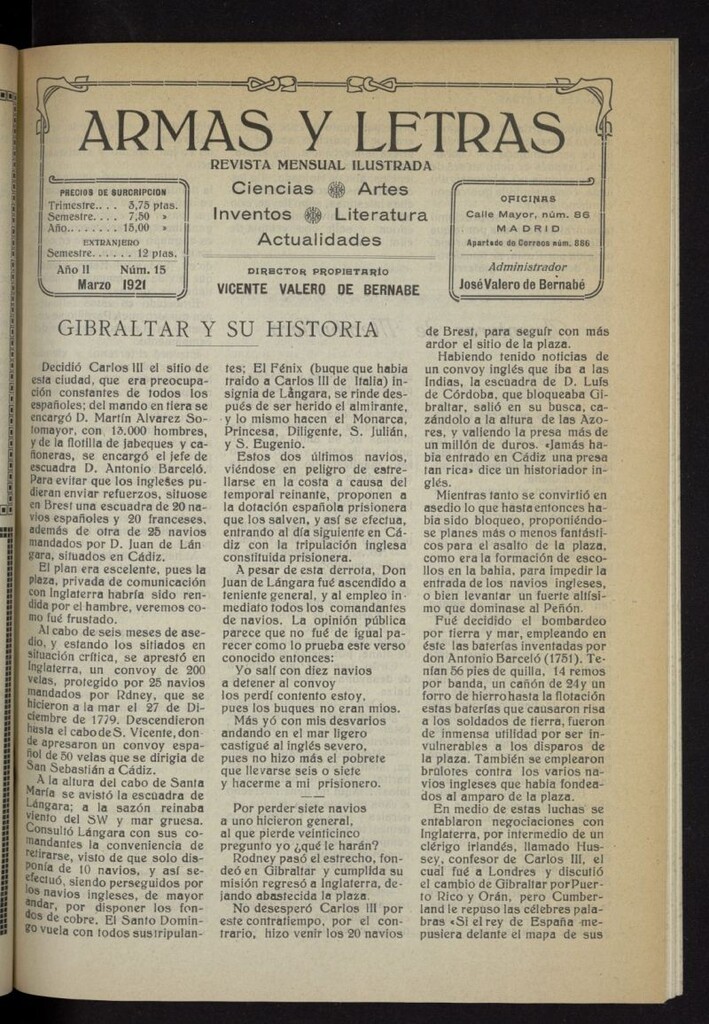 ARMAS Y LETRAS
REVISTA MENSUAL ILUSTRADA
PRECIOS DE SURCRIPCION
Trimestre.. . . 3,75 ptas.
Semestre.. . . 7,50 »
Año....... . 15,00 »
EXTRANJERO
Semestre...... 12 ptas.
Año II Núm. 15
Marzo 1921
Ciencias Artes
Inventos Literatura
Actualidades
DIRECTOR PROPIETARIO
VICENTE VALERO DE BERNABE
OFICINAS
Calle Mayor, núm. 86
MADRID
Apartado de Correos núm. 886
Administrador
José Valero de Bernabé
GIBRALTAR Y SU HISTORIA
Decidió Carlos III el sitio de
esta ciudad, que era preocupa-
ción constantes de todos los
españoles; del mando en tiera se
encargó D. Martín Alvarez So-
tomayor, con 13.000 hombres,
y de la flotilla de jabeques y ca-
ñoneras, se encargó el jefe de
escuadra D. Antonio Barceló.
Para evitar que los ingleses pu-
dieran enviar refuerzos, situose
en Brest una escuadra de 20 na-
vios españoles y 20 franceses,
además de otra de 25 navios
mandados por D. Juan de Lán-
gara, situados en Cádiz.
El plan era escelente, pues la
plaza, privada de comunicación
con Inglaterra habría sido ren-
dida por el hambre, veremos co-
mo fué frustado.
Al cabo de seis meses de ase-
dio, y estando los sitiados en
situación crítica, se aprestó en
Inglaterra, un convoy de 200
velas, protegido por 25 navios
mandados por Rdney, que se
hicieron a la mar el 27 de Di-
ciembre de 1779. Descendieron
hasta el cabo de S. Vicente, don-
de apresaron un convoy espa-
ñol de 50 velas que se dirigia de
San Sebastián a Cádiz.
A la altura del cabo de Santa
María se avistó la escuadra de
Lángara; a la sazón reinaba
viento del SW y mar gruesa.
Consultó Lángara con sus co-
mandantes la conveniencia de
retirarse, visto de que solo dis-
ponía de 10 navios, y así se-
efectuó, siendo perseguidos por
los navios ingleses, de mayor
andar, por disponer los fon-
dos de cobre. El Santo Domin-
go vuela con todos sus tripulan-
tes; El Fénix (buque que habia
traido a Carlos III de Italia) in-
signia de Lángara, se rinde des-
pués de ser herido el almirante,
y lo mismo hacen el Monarca,
Princesa, Diligente, S. Julián,
y S. Eugenio.
Estos dos últimos navios,
viéndose en peligro de estre-
llarse en la costa a causa del
temporal reinante, proponen a
la dotación española prisionera
que los salven, y así se efectua,
entrando al día siguiente en Cá-
diz con la tripulación inglesa
constituida prisionera.
A pesar de esta derrota, Don
Juan de Lángara fué ascendido a
teniente general, y al empleo in-
mediato todos los comandantes
de navios. La opinión pública
parece que no fué de igual pa-
recer como lo prueba este verso
conocido entonces:
Yo salí con diez navios
a detener al convoy
los perdí contento estoy,
pues los buques no eran mios.
Más yó con mis desvarios
andando en el mar ligero
castigué al inglés severo,
pues no hizo más el pobrete
que llevarse seis o siete
y hacerme a mi prisionero.
Por perder siete navios
a uno hicieron general,
al que pierde veinticinco
pregunto yo ¿qué le harán?
Rodney pasó el estrecho, fon-
deó en Gibraltar y cumplida su
misión regresó a Inglaterra, de-
jando abastecida la plaza.
No desesperó Carlos III por
este contratiempo, por el con-
trario, hizo venir los 20 navios
de Brest, para seguir con más
ardor el sitio de la plaza.
Habiendo tenido noticias de
un convoy inglés que iba a las
Indias, la escuadra de D. Luis
de Córdoba, que bloqueaba Gi-
braltar, salió en su busca, ca-
zándolo a la altura de las Azo-
res, y valiendo la presa más de
un millón de duros. «Jamás ha-
bía entrado en Cádiz una presa
tan rica» dice un historiador in-
glés.
Mientras tanto se convirtió en
asedio lo que hasta entonces ha-
bia sido bloqueo, proponiéndo-
se planes más o menos fantásti-
cos para el asalto de la plaza,
como era la formación de esco-
llos en la bahia, para impedir la
entrada de los navios ingleses,
o bien levantar un fuerte altísi-
mo que dominase al Peñón.
Fué decidido el bombardeo
por tierra y mar, empleando en
éste las baterías inventadas por
don Antonio Barceló (1751). Te-
nían 56 pies de quilla, 14 remos
por banda, un cañón de 24 y un
forro de hierro hasta la flotación
estas baterías que causaron risa
a los soldados de tierra, fueron
de inmensa utilidad por ser in-
vulnerables a los disparos de
la plaza. También se emplearon
brulotes contra los varios na-
vios ingleses que habia fondea-
dos al amparo de la plaza.
En medio de estas luchas se
entablaron negociaciones con
Inglaterra, por intermedio de un
clérigo irlandés, llamado Hus-
sey, confesor de Carlos III, el
cual fué a Londres y discutió
el cambio de Gibraltar por Puer-
to Rico y Orán, pero Cumber-
land le repuso las célebres pala-
bras «Si el rey de España me-
pusiera delante el mapa de sus